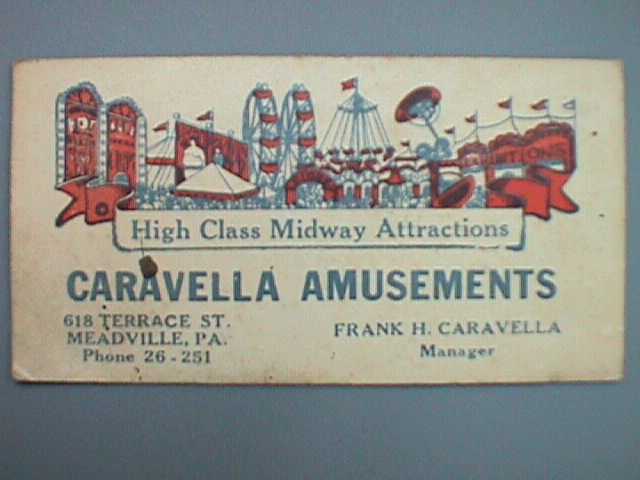 High Class Midway Attractions
CARAVELLA AMUSEMENTS
618 TERRACE ST.
MEADVILLE, PA.
Phone 26-251
FRANK H. CARAVELLA
Manager